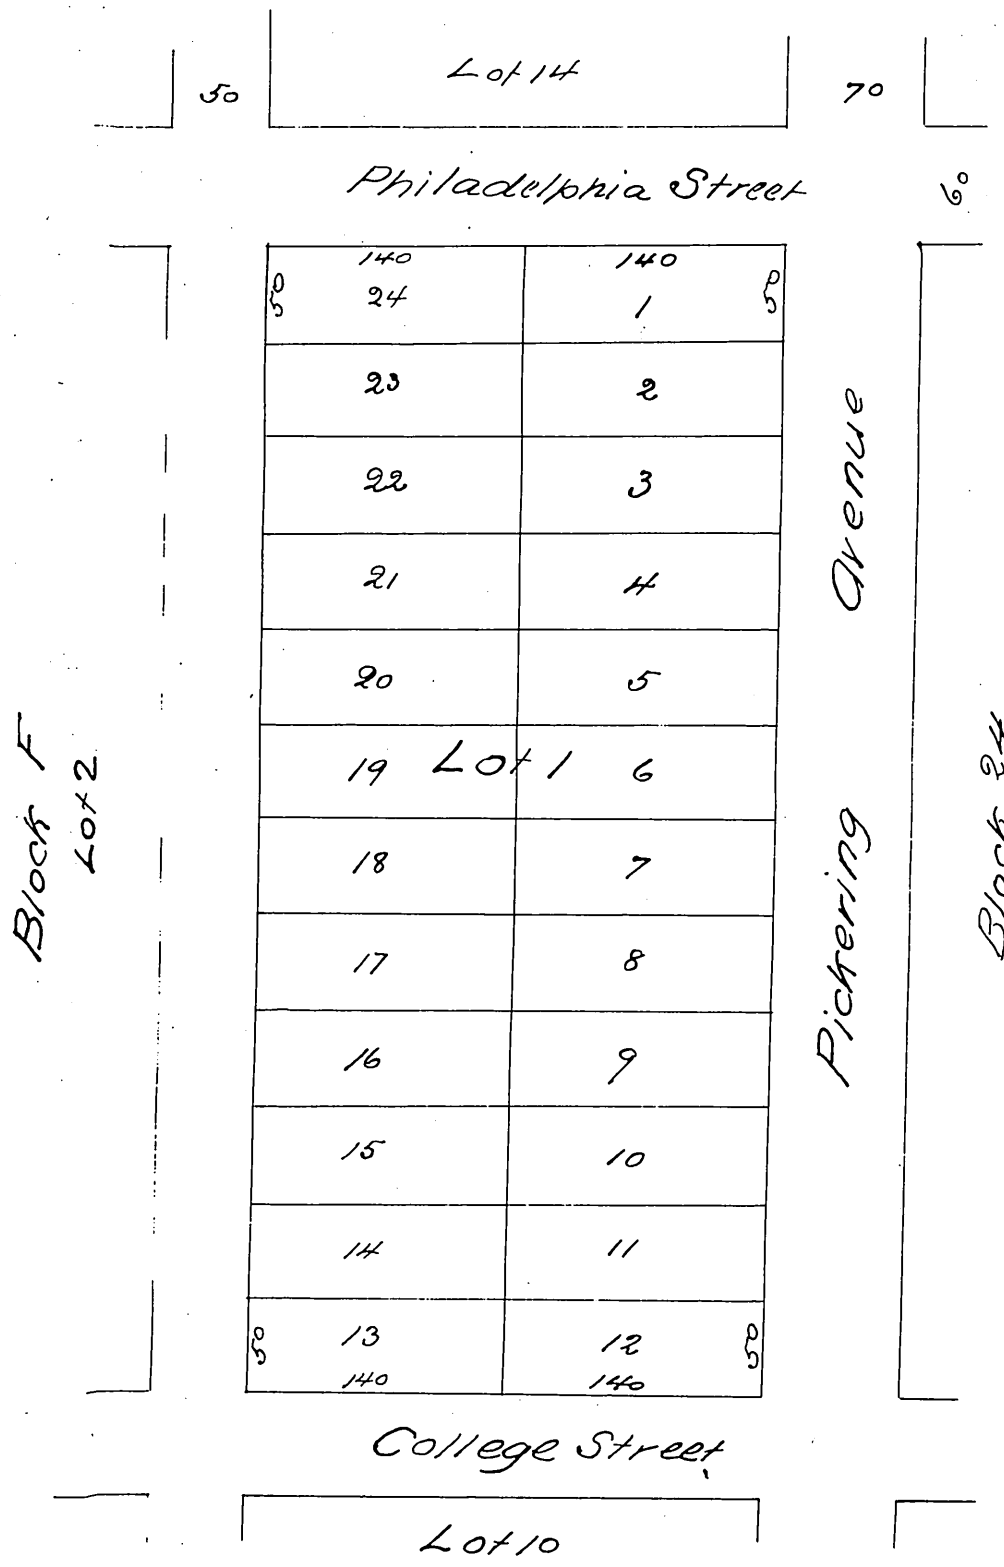 Lot 14
50
70
Philadelphia Street
60
140 140
50 24 1 50
23 2
22 3
21 4
20 5
19 Lot 1 6
18 7
17 8
16 9
15 10
14 11
50 13 12 50
140 140
Pickering Avenue
Block F
Lot 2
Block 24
College Street
Lot 10